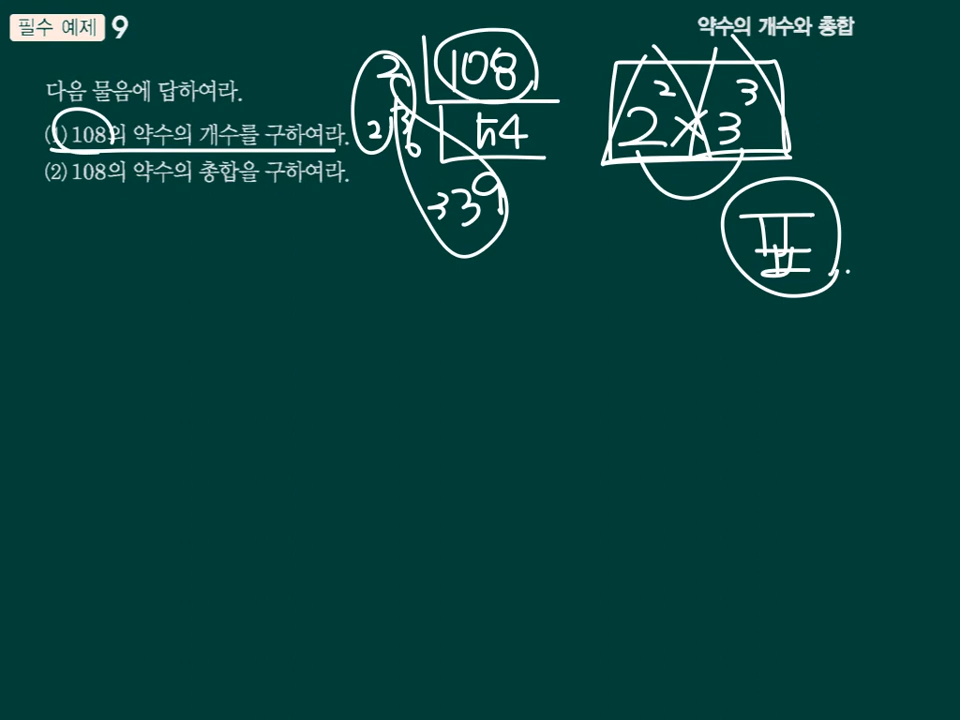 필수 예제 9
약수의 개수와 총합
다음 물음에 답하여라.
(1) 108의 약수의 개수를 구하여라.
(2) 108의 약수의 총합을 구하여라.
2 108
2 54
3 3 9
2² × 3³